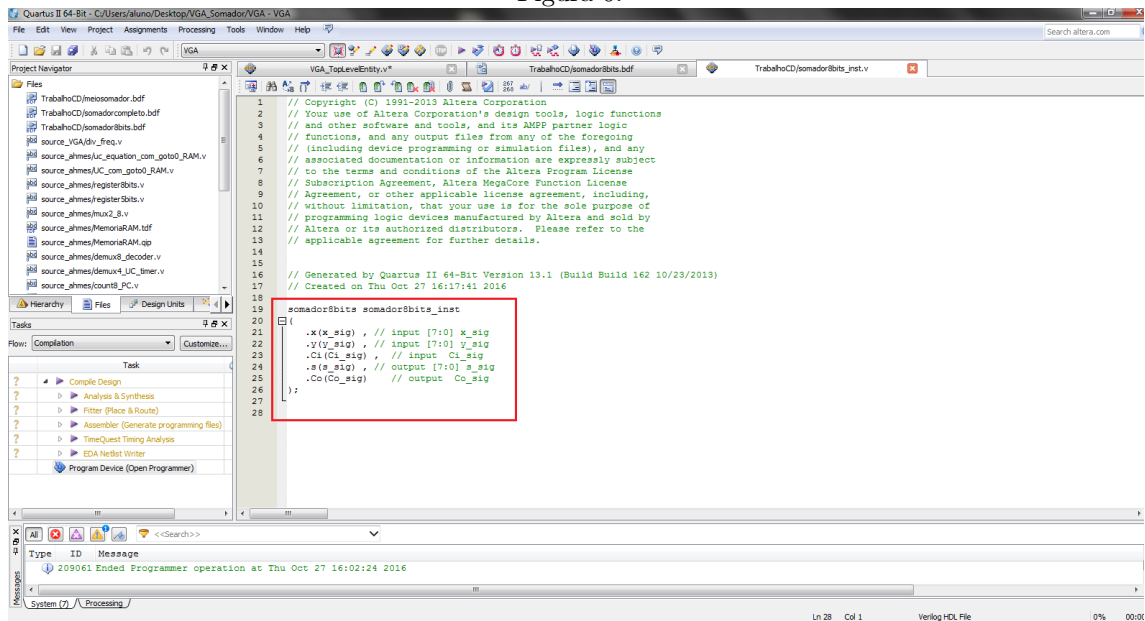 Quartus II 64-Bit - C:/Users/aluno/Desktop/VGA_Somador/VGA - VGA
File Edit View Project Assignments Processing Tools Window Help
Search altera.com
VGA
Project Navigator
Files
TrabalhoCD/meiosomador.bdf
TrabalhoCD/somadorcompleto.bdf
TrabalhoCD/somador8bits.bdf
source_VGA/div_freq.v
source_ahmes/uc_equation_com_goto0_RAM.v
source_ahmes/UC_com_goto0_RAM.v
source_ahmes/register8bits.v
source_ahmes/register5bits.v
source_ahmes/mux2_8.v
source_ahmes/MemoriaRAM.tdf
source_ahmes/MemoriaRAM.qip
source_ahmes/demux8_decoder.v
source_ahmes/demux4_UC_timer.v
source_ahmes/count8_PC.v
Hierarchy Files Design Units
Tasks
Flow: Compilation Customize...
Task
? Compile Design
? Analysis & Synthesis
? Fitter (Place & Route)
? Assembler (Generate programming files)
? TimeQuest Timing Analysis
? EDA Netlist Writer
Program Device (Open Programmer)
VGA_TopLevelEntity.v* TrabalhoCD/somador8bits.bdf TrabalhoCD/somador8bits_inst.v
267
268 ab/
1 // Copyright (C) 1991-2013 Altera Corporation
2 // Your use of Altera Corporation's design tools, logic functions
3 // and other software and tools, and its AMPP partner logic
4 // functions, and any output files from any of the foregoing
5 // (including device programming or simulation files), and any
6 // associated documentation or information are expressly subject
7 // to the terms and conditions of the Altera Program License
8 // Subscription Agreement, Altera MegaCore Function License
9 // Agreement, or other applicable license agreement, including,
10 // without limitation, that your use is for the sole purpose of
11 // programming logic devices manufactured by Altera and sold by
12 // Altera or its authorized distributors. Please refer to the
13 // applicable agreement for further details.
14
15
16 // Generated by Quartus II 64-Bit Version 13.1 (Build Build 162 10/23/2013)
17 // Created on Thu Oct 27 16:17:41 2016
18
19 somador8bits somador8bits_inst
20 (
21 .x(x_sig) , // input [7:0] x_sig
22 .y(y_sig) , // input [7:0] y_sig
23 .Ci(Ci_sig) , // input Ci_sig
24 .s(s_sig) , // output [7:0] s_sig
25 .Co(Co_sig) // output Co_sig
26 );
27
28
All <<Search>>
Type ID Message
209061 Ended Programmer operation at Thu Oct 27 16:02:24 2016
Messages
System (7) Processing
Ln 28 Col 1 Verilog HDL File 0% 00:00